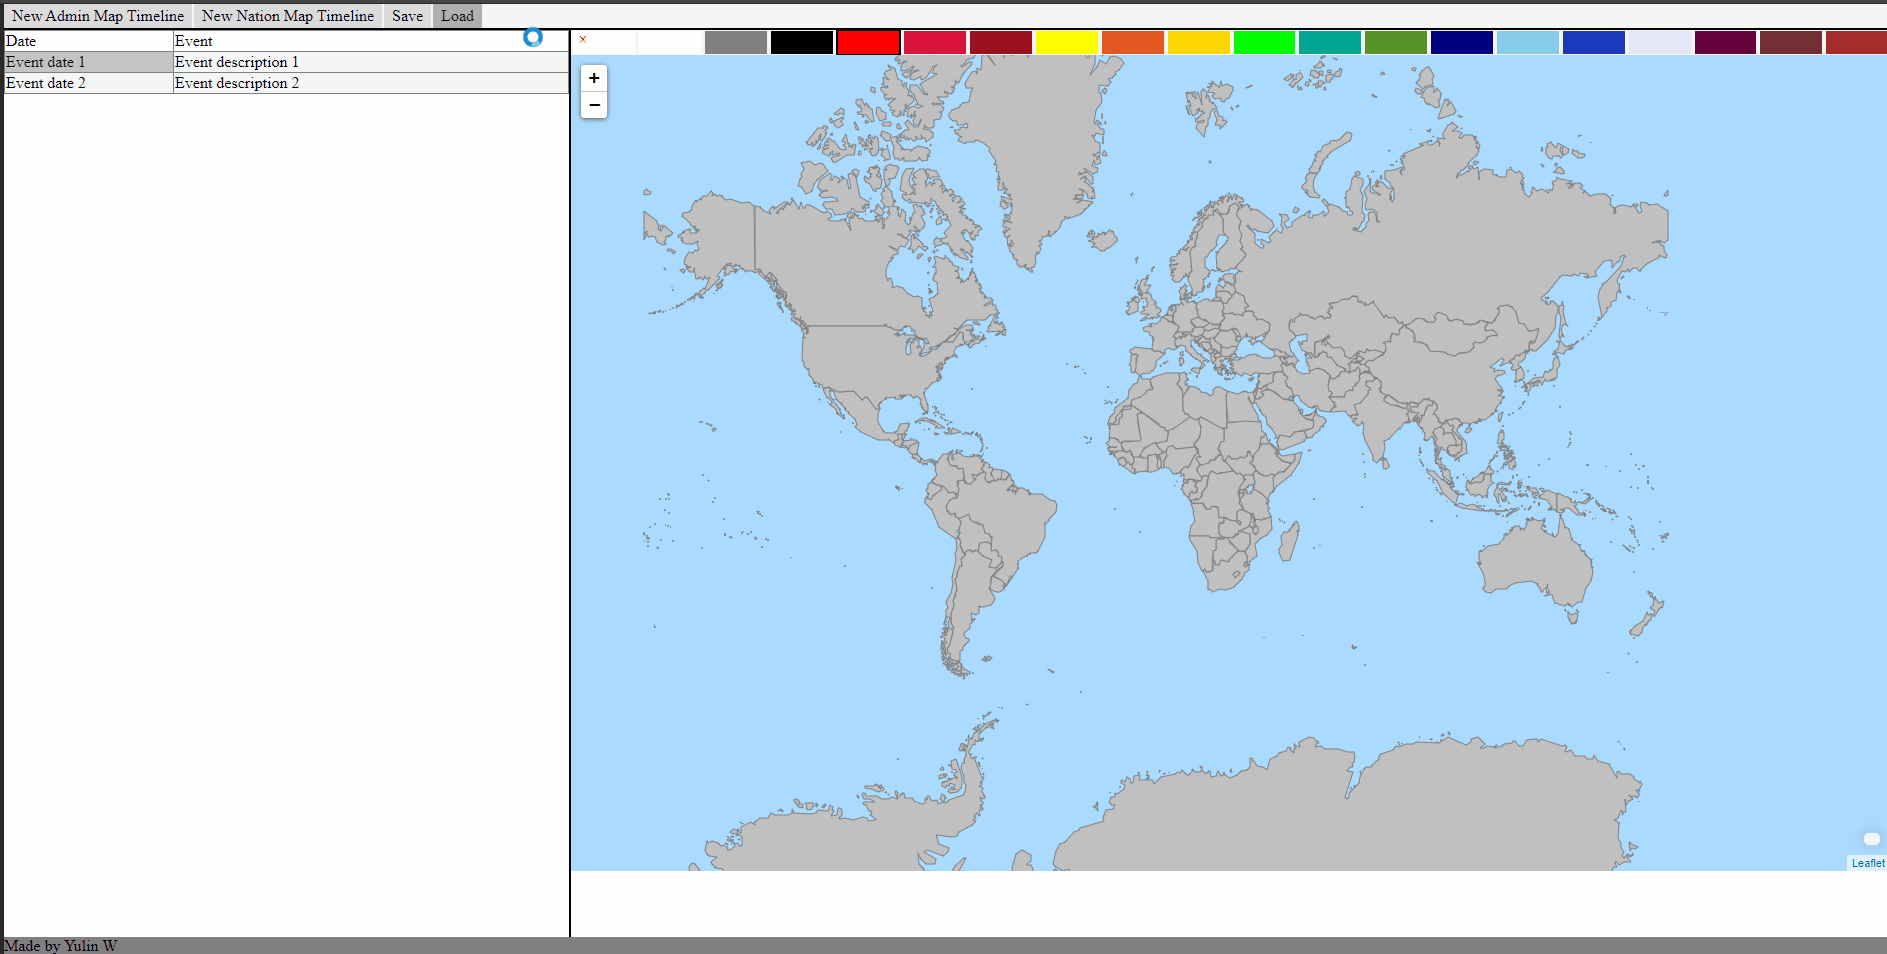 New Admin Map Timeline New Nation Map Timeline Save Load
Date Event
Event date 1 Event description 1
Event date 2 Event description 2
×
+
−
Leaflet
Made by Yulin W